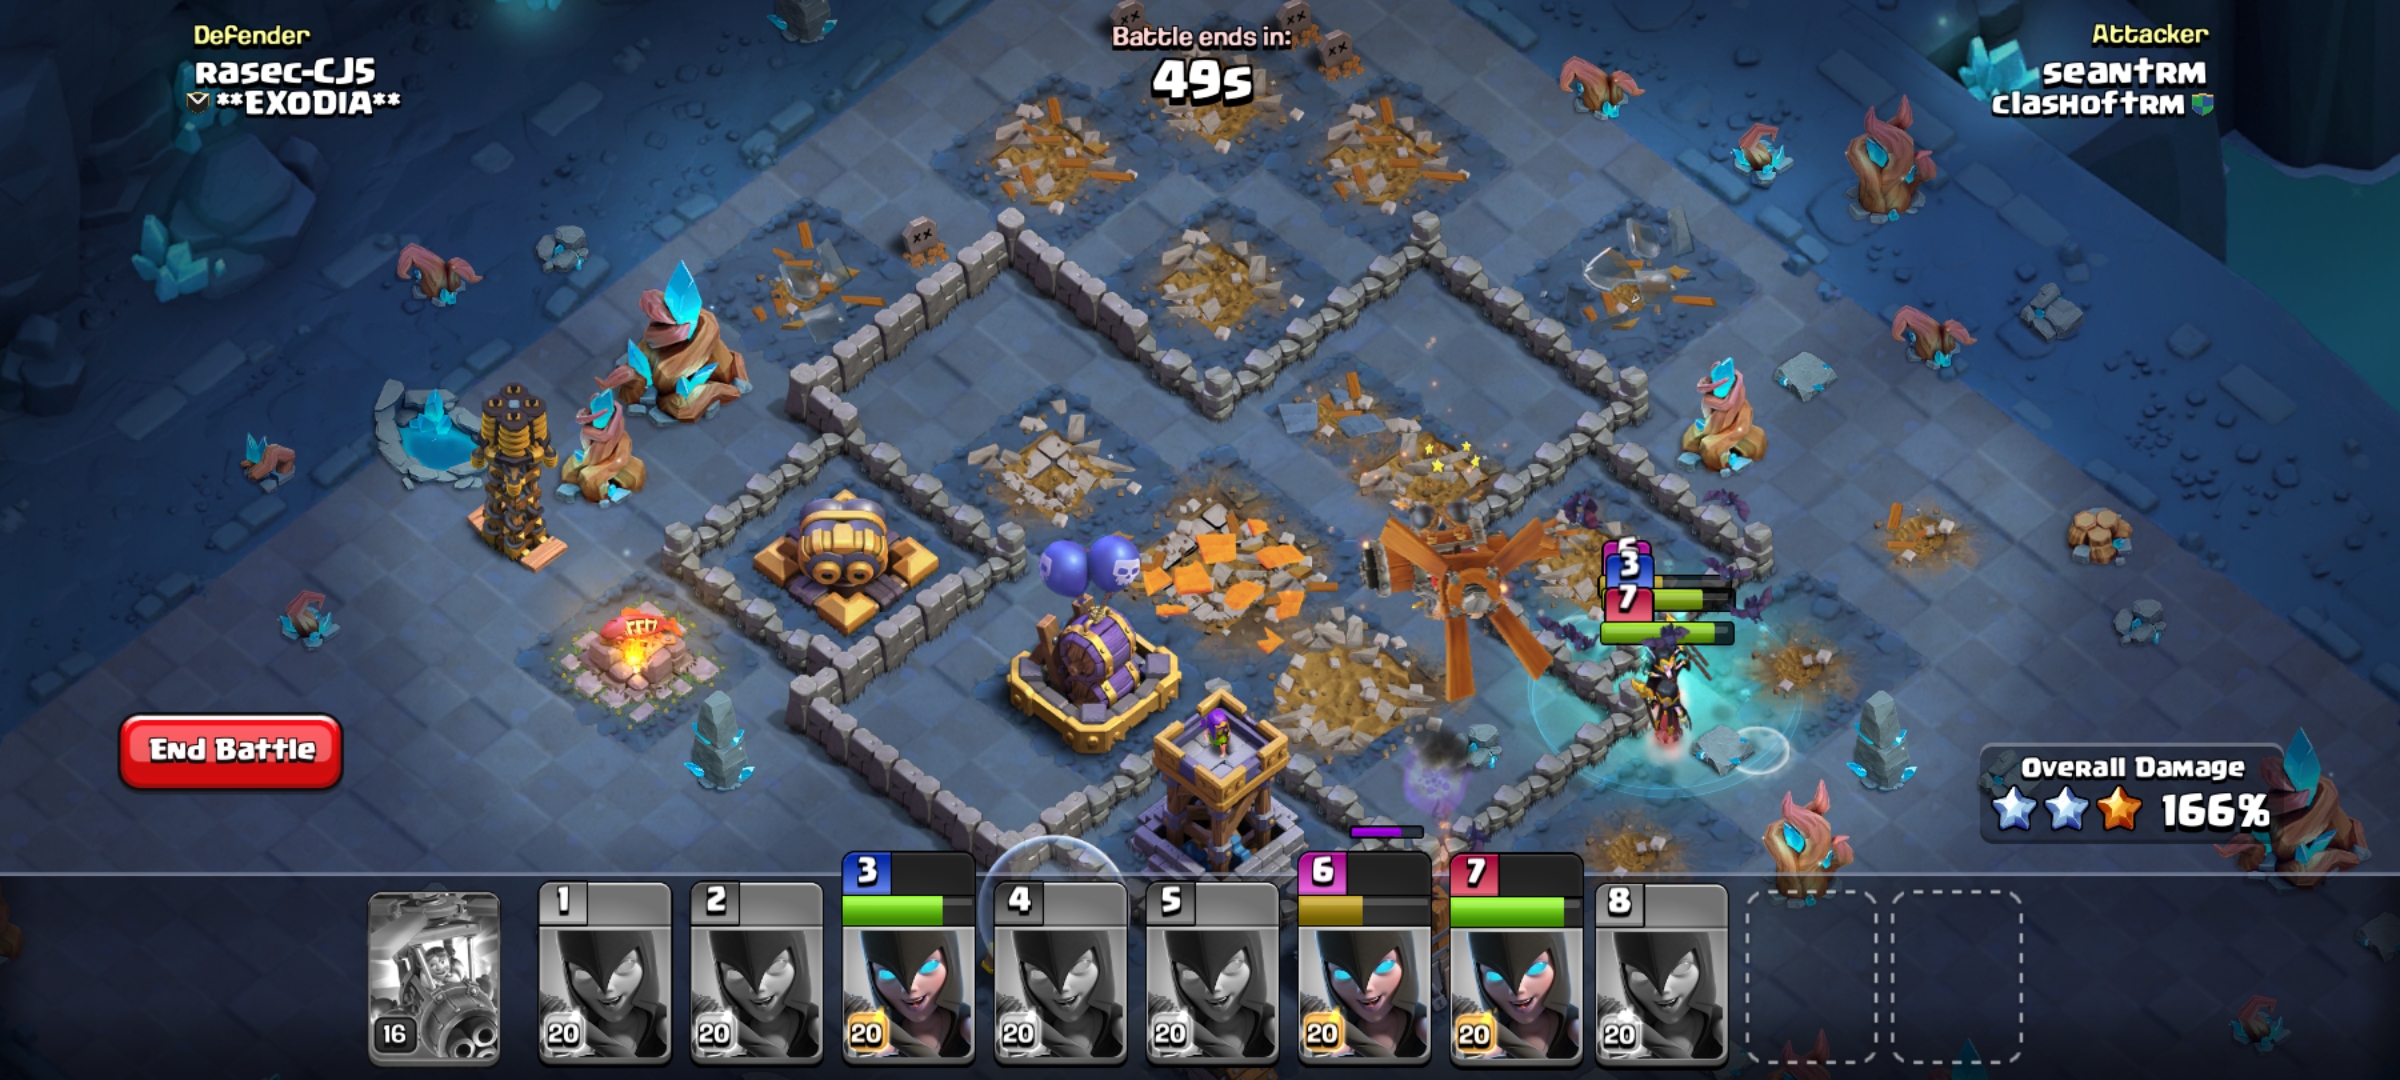 Defender
Rasec-CJ5
**EXODIA**
Battle ends in:
49s
Attacker
seantRM
clashoftRM
3
7
End Battle
Overall Damage
166%
16
1
20
2
20
3
20
4
20
5
20
6
20
7
20
8
20